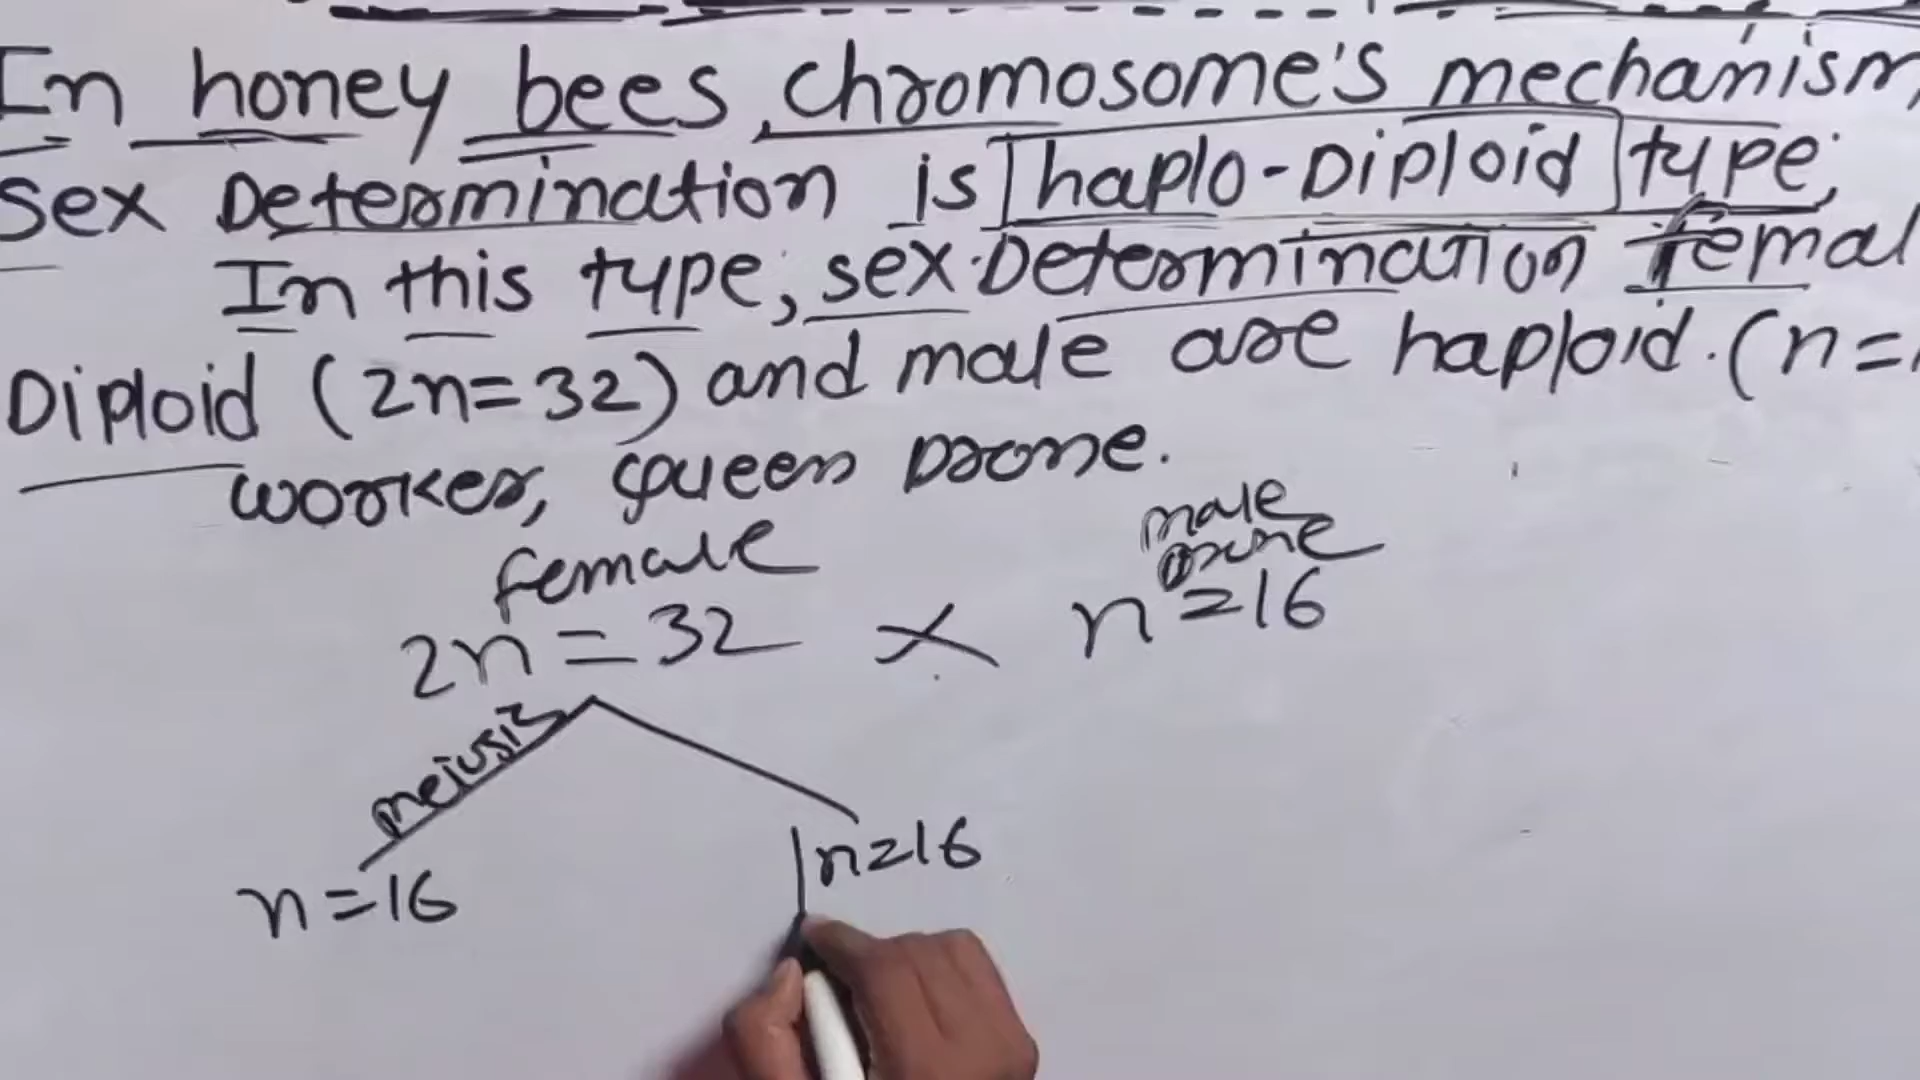 In honey bees, chromosome's mechanism
Sex Determination is haplo-Diploid type,
In this type, sex Determination femal
Diploid (2n=32) and male are haploid. (n=
worker, queen Drone.
female
male
Drone
2n=32 × n=16
meiosis
n=16
n=16